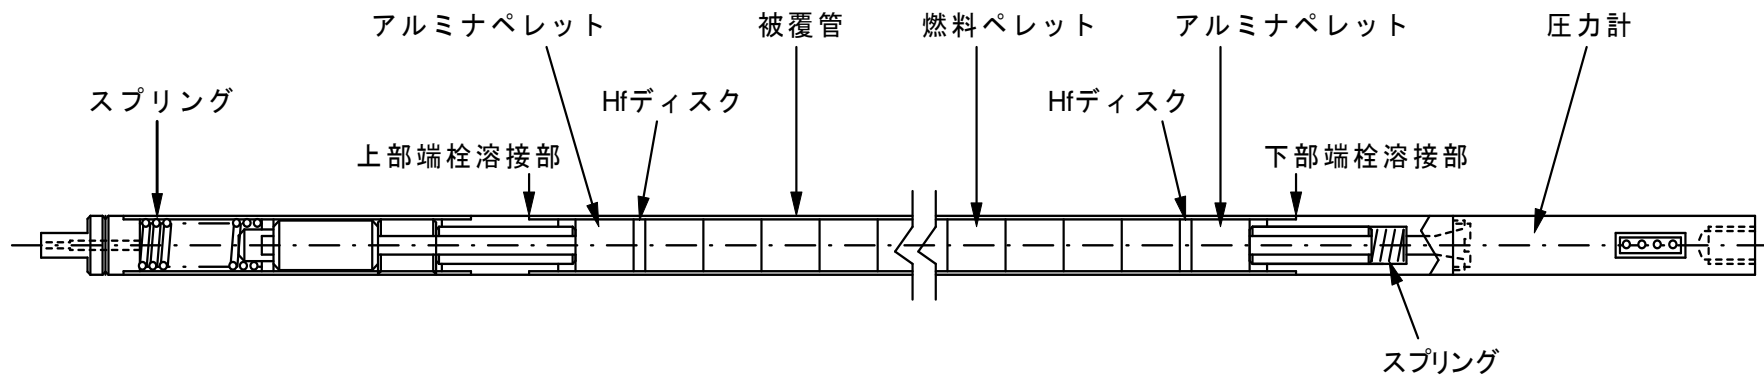 アルミナペレット
被覆管
燃料ペレット
アルミナペレット
圧力計
スプリング
Hfディスク
Hfディスク
上部端栓溶接部
下部端栓溶接部
スプリング